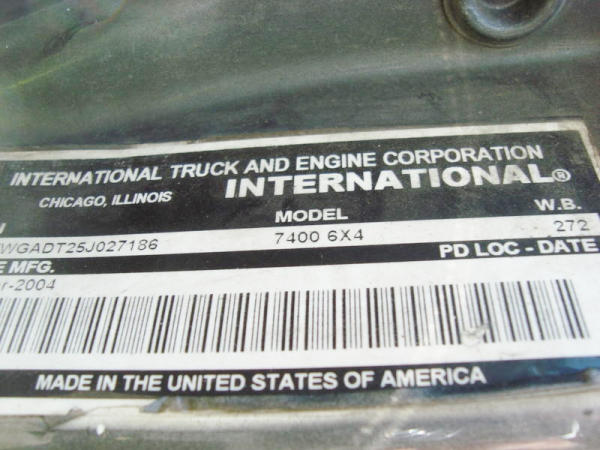 INTERNATIONAL TRUCK AND ENGINE CORPORATION
CHICAGO, ILLINOIS INTERNATIONAL®
MODEL W.B.
WGADT25J027186 7400 6X4 272
MFG. PD LOC - DATE
r-2004
MADE IN THE UNITED STATES OF AMERICA